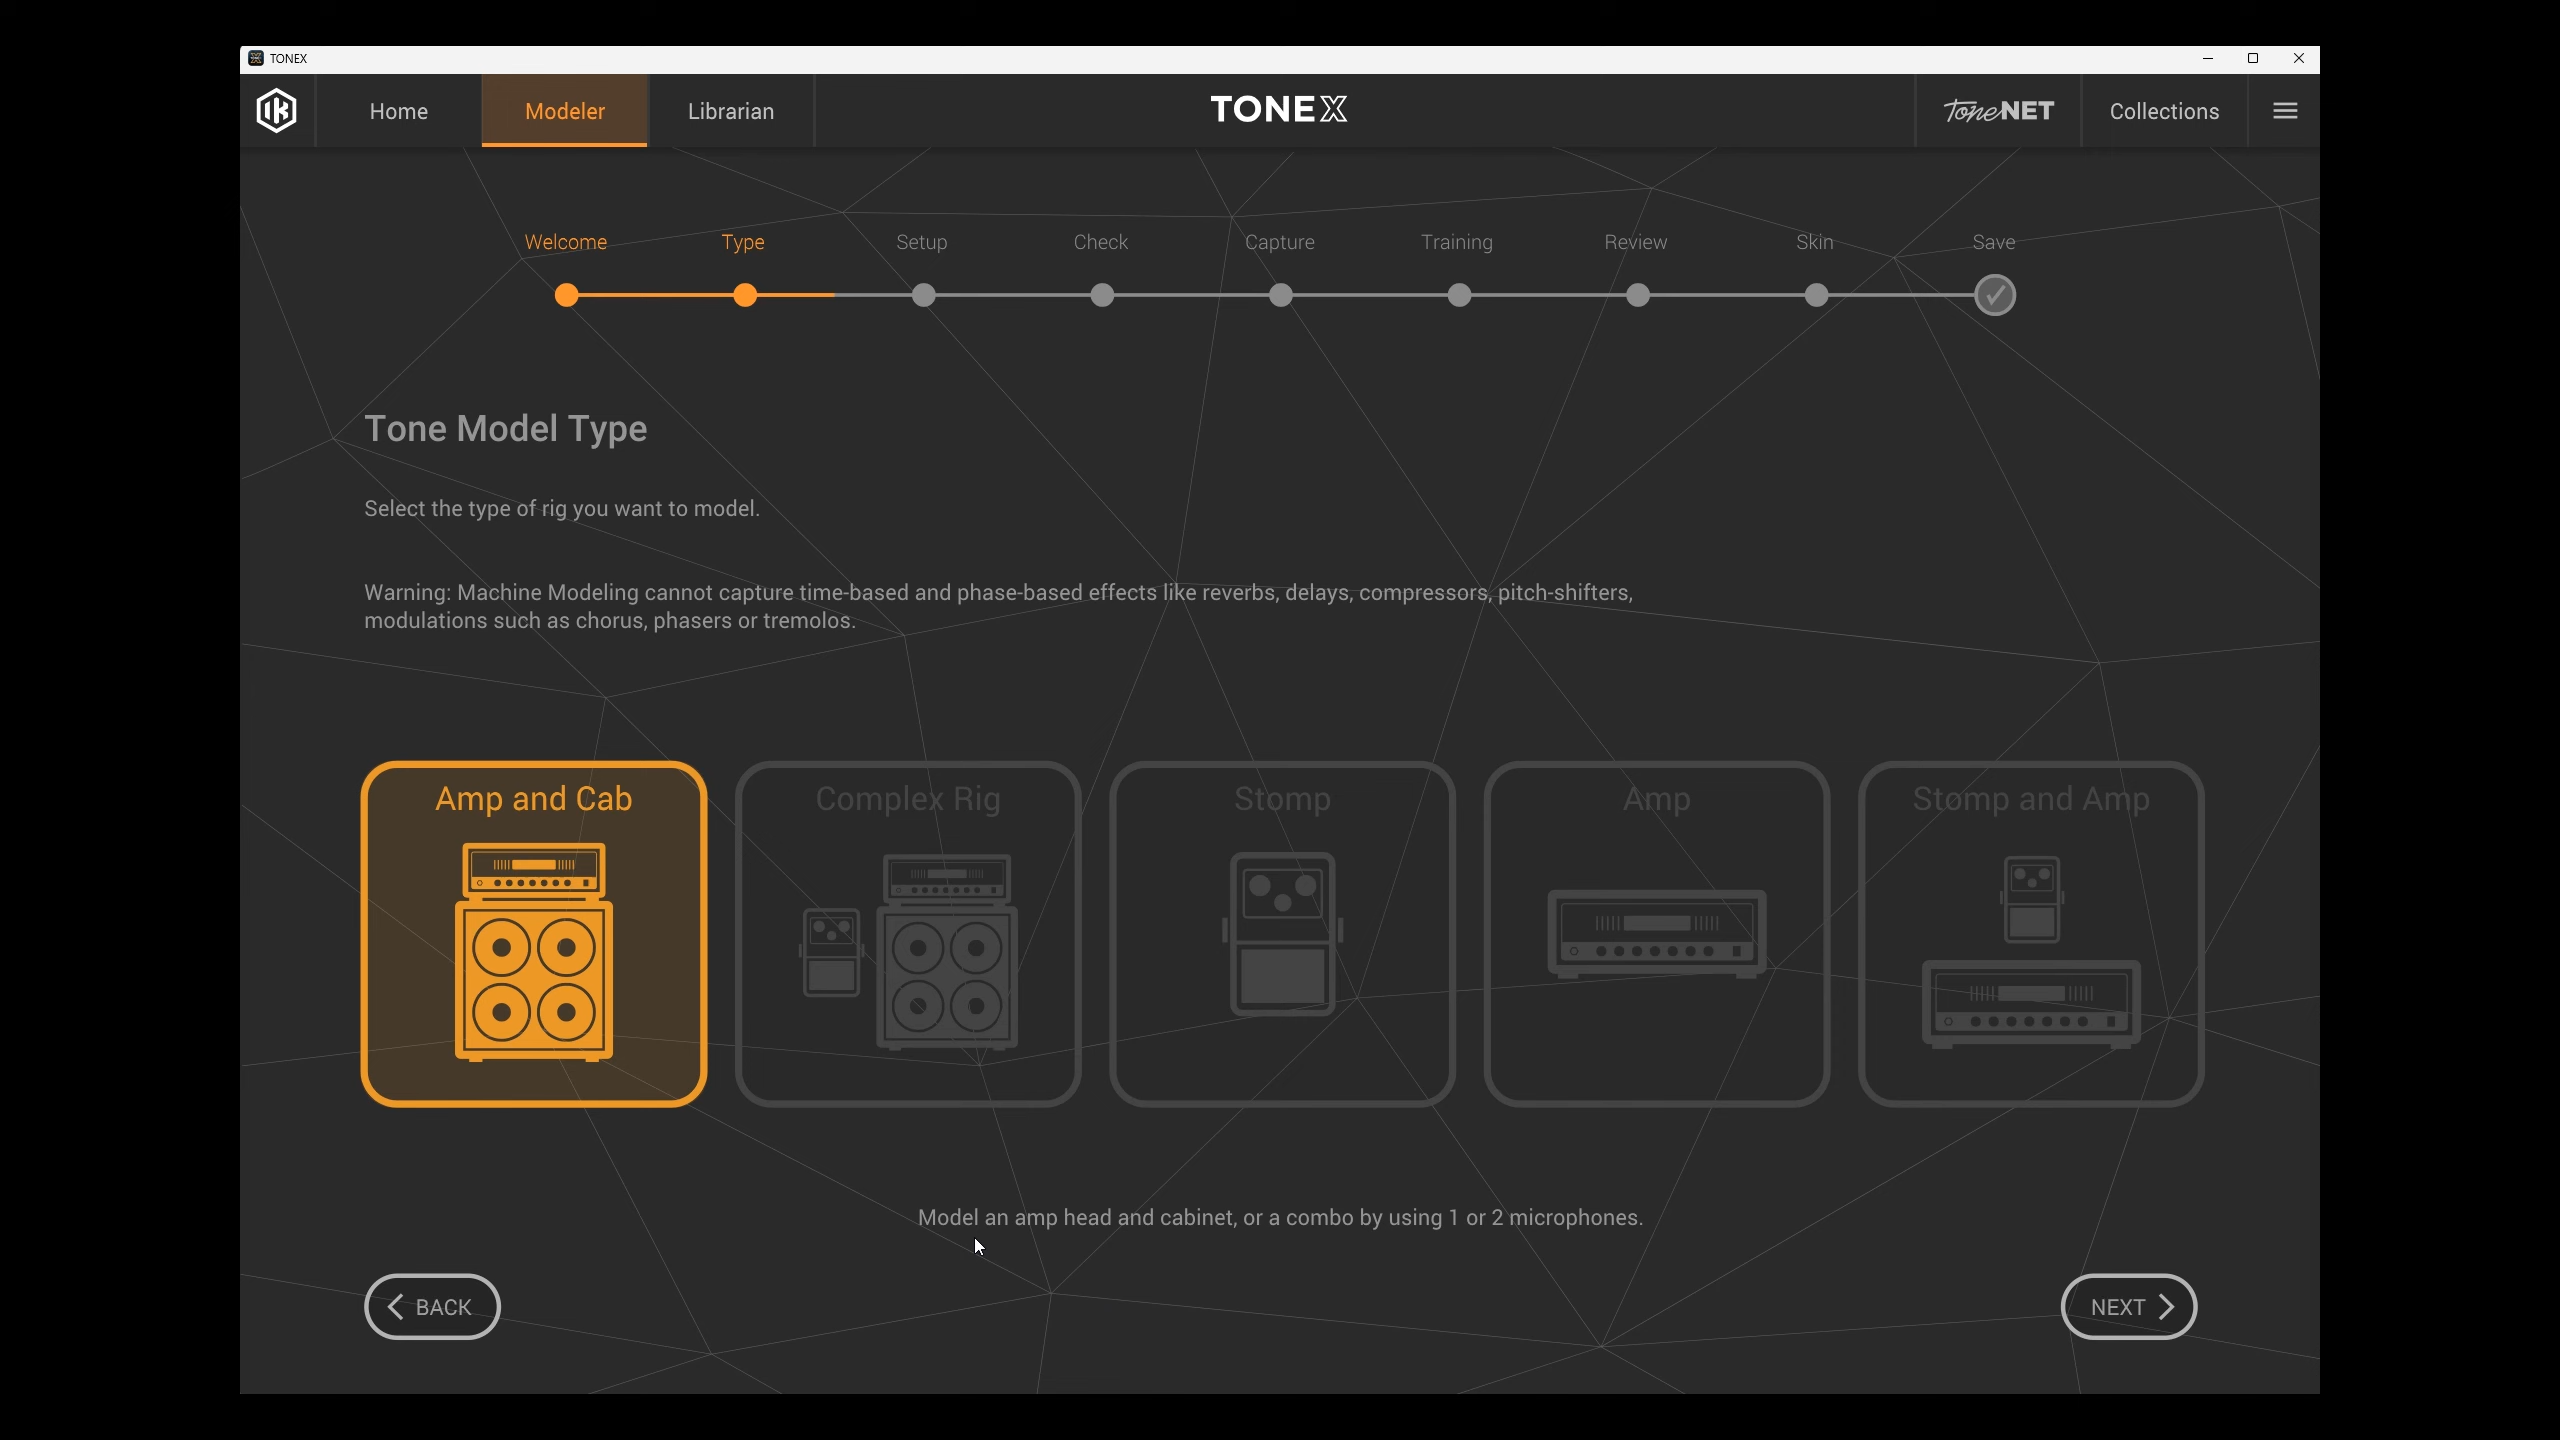 TONEX
Home
Modeler
Librarian
TONEX
ToneNET
Collections
Welcome
Type
Setup
Check
Capture
Training
Review
Skin
Save
Tone Model Type
Select the type of rig you want to model.
Warning: Machine Modeling cannot capture time-based and phase-based effects like reverbs, delays, compressors, pitch-shifters,
modulations such as chorus, phasers or tremolos.
Amp and Cab
Complex Rig
Stomp
Amp
Stomp and Amp
Model an amp head and cabinet, or a combo by using 1 or 2 microphones.
BACK
NEXT